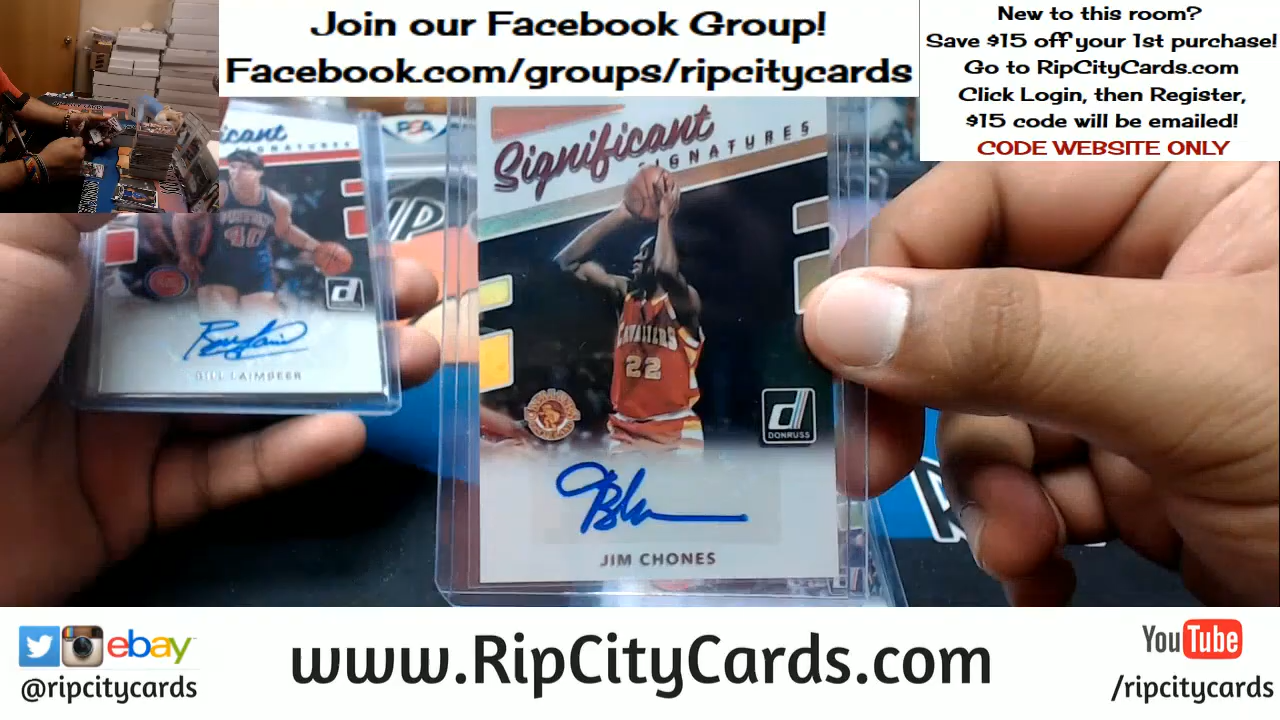 Join our Facebook Group!
Facebook.com/groups/ripcitycards
New to this room?
Save $15 off your 1st purchase!
Go to RipCityCards.com
Click Login, then Register,
$15 code will be emailed!
CODE WEBSITE ONLY
Significant
SIGNATURES
PSA
CAVALIERS
22
d
DONRUSS
JIM CHONES
40
d
BILL LAIMBEER
ebay
@ripcitycards
www.RipCityCards.com
YouTube
/ripcitycards